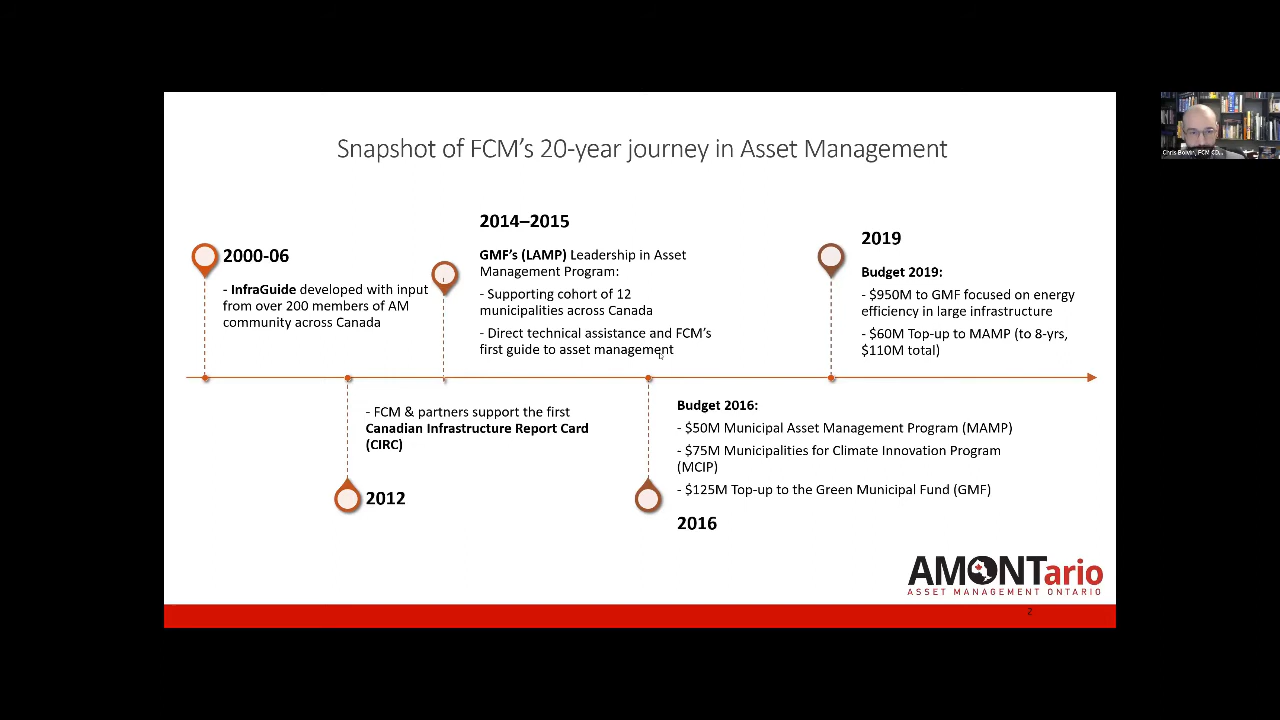 Snapshot of FCM's 20-year journey in Asset Management
2000-06
- InfraGuide developed with input
from over 200 members of AM
community across Canada
2014–2015
GMF's (LAMP) Leadership in Asset
Management Program:
- Supporting cohort of 12
municipalities across Canada
- Direct technical assistance and FCM's
first guide to asset management
2019
Budget 2019:
- $950M to GMF focused on energy
efficiency in large infrastructure
- $60M Top-up to MAMP (to 8-yrs,
$110M total)
- FCM & partners support the first
Canadian Infrastructure Report Card
(CIRC)
2012
Budget 2016:
- $50M Municipal Asset Management Program (MAMP)
- $75M Municipalities for Climate Innovation Program
(MCIP)
- $125M Top-up to the Green Municipal Fund (GMF)
2016
AMONTario
ASSET MANAGEMENT ONTARIO
2
Chris Boivin, FCM CO...